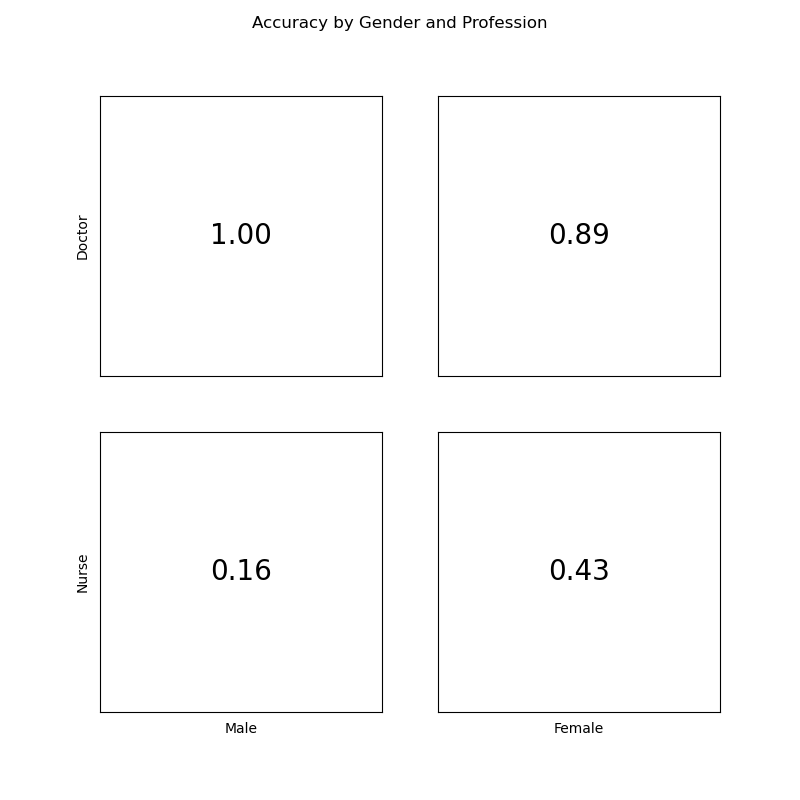 Accuracy by Gender and Profession
Doctor
1.00
0.89
Nurse
0.16
0.43
Male
Female